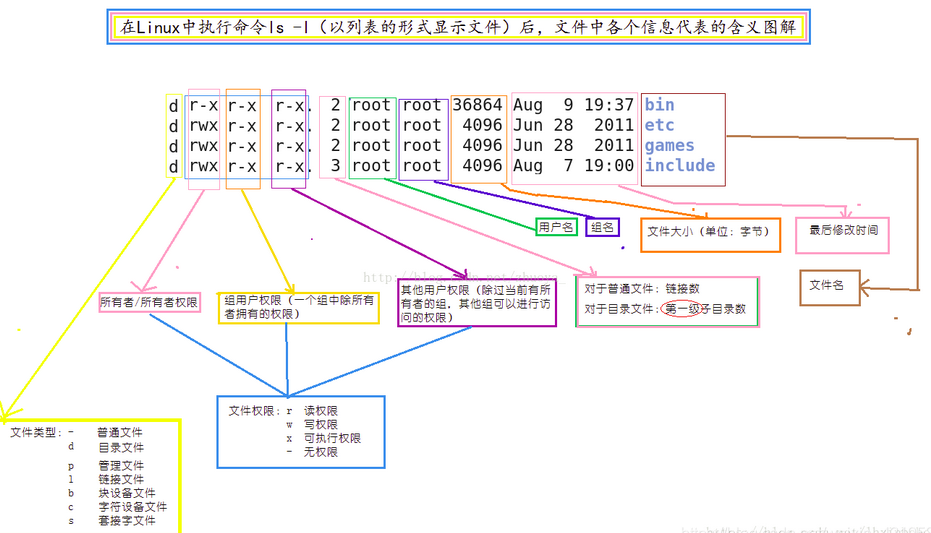 在Linux中执行命令ls -l（以列表的形式显示文件）后，文件中各个信息代表的含义图解
d r-x r-x r-x. 2 root root 36864 Aug 9 19:37 bin
d rwx r-x r-x. 2 root root 4096 Jun 28 2011 etc
d rwx r-x r-x. 2 root root 4096 Jun 28 2011 games
d rwx r-x r-x. 3 root root 4096 Aug 7 19:00 include
用户名
组名
文件大小（单位：字节）
最后修改时间
http://blog.
文件名
所有者/所有者权限
组用户权限（一个组中除所有
者拥有的权限）
其他用户权限（除过当前有所
有者的组，其他组可以进行访
问的权限）
对于普通文件：链接数
对于目录文件：第一级子目录数
文件权限：r 读权限
w 写权限
x 可执行权限
- 无权限
文件类型：- 普通文件
d 目录文件
p 管理文件
l 链接文件
b 块设备文件
c 字符设备文件
s 套接字文件